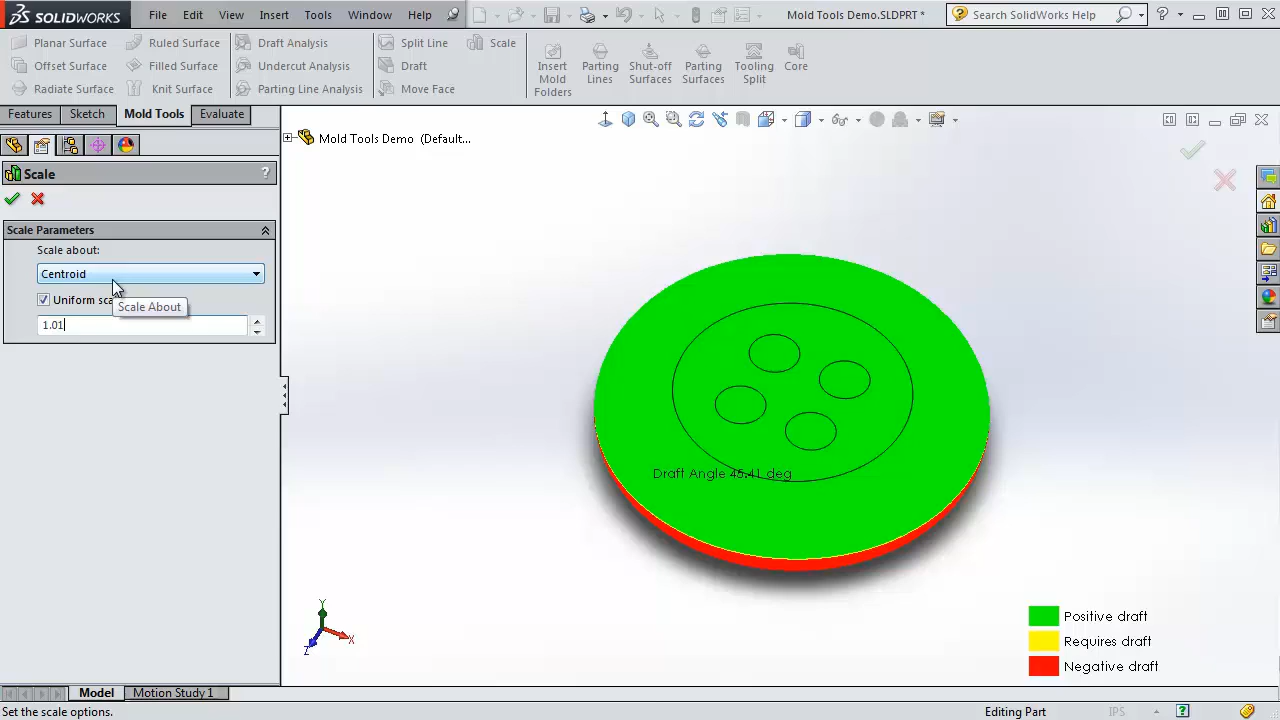 SOLIDWORKS File Edit View Insert Tools Window Help Mold Tools Demo.SLDPRT * Search SolidWorks Help
Planar Surface Ruled Surface Draft Analysis Split Line Scale
Offset Surface Filled Surface Undercut Analysis Draft
Radiate Surface Knit Surface Parting Line Analysis Move Face
Insert Mold Folders
Parting Lines
Shut-off Surfaces
Parting Surfaces
Tooling Split
Core
Features Sketch Mold Tools Evaluate
Mold Tools Demo (Default...
Scale ?
Scale Parameters
Scale about:
Centroid
Uniform sca
Scale About
1.01
Draft Angle 45.41 deg
Y
X
Z
Positive draft
Requires draft
Negative draft
Model Motion Study 1
Set the scale options. Editing Part IPS